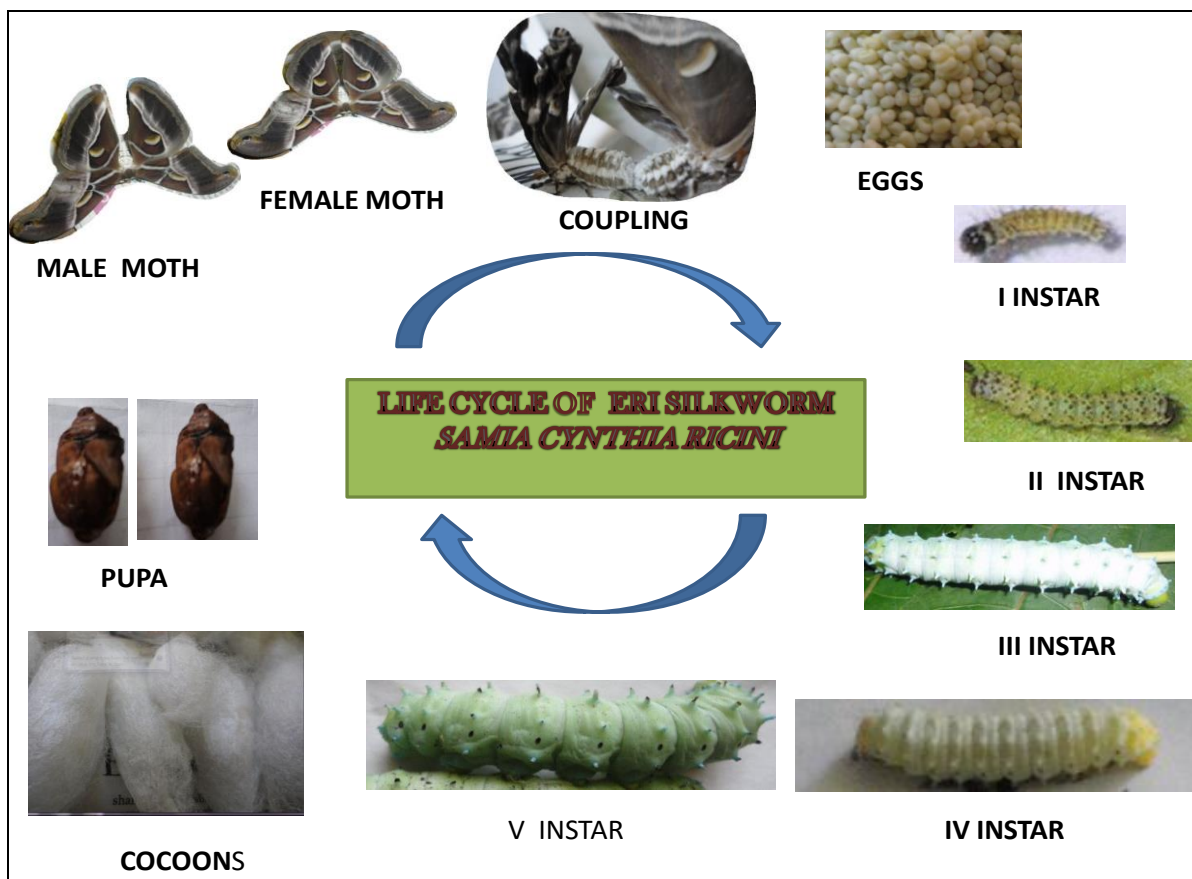 FEMALE MOTH
MALE MOTH
COUPLING
EGGS
I INSTAR
LIFE CYCLE OF ERI SILKWORM
SAMIA CYNTHIA RICINI
II INSTAR
PUPA
III INSTAR
V INSTAR
IV INSTAR
COCOONS